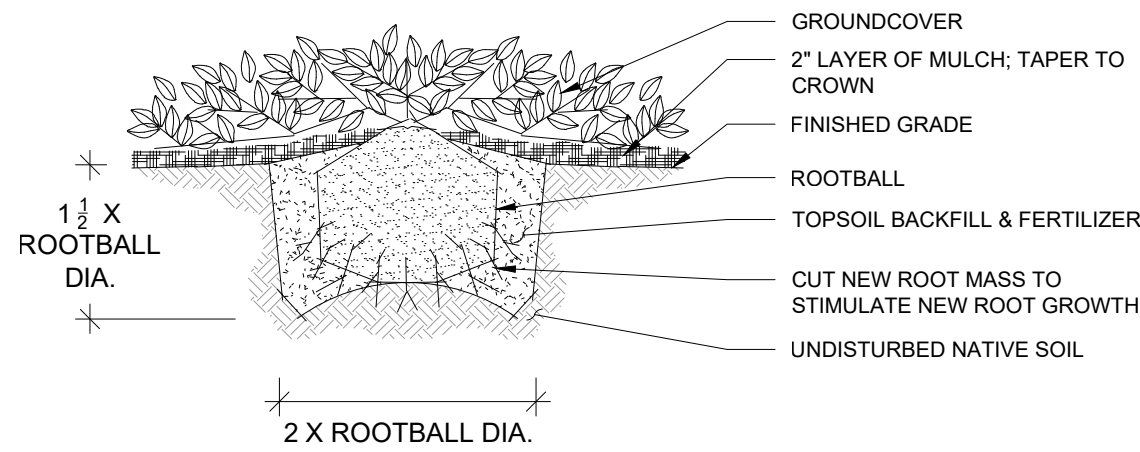 GROUNDCOVER
2" LAYER OF MULCH; TAPER TO
CROWN
FINISHED GRADE
ROOTBALL
TOPSOIL BACKFILL & FERTILIZER
CUT NEW ROOT MASS TO
STIMULATE NEW ROOT GROWTH
UNDISTURBED NATIVE SOIL
1 1/2 X
ROOTBALL
DIA.
2 X ROOTBALL DIA.